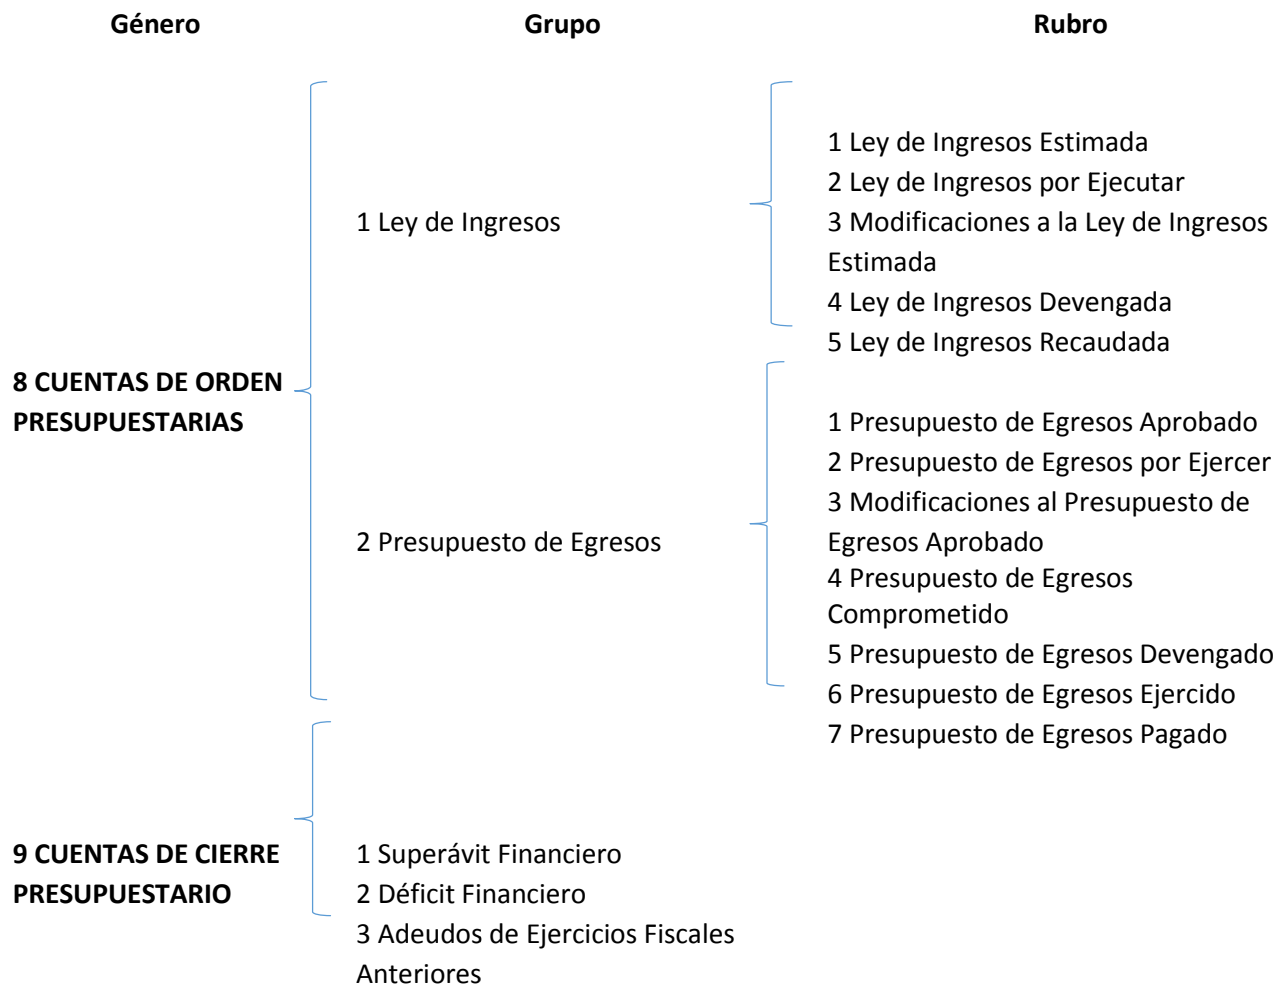 Género
Grupo
Rubro
8 CUENTAS DE ORDEN
PRESUPUESTARIAS
1 Ley de Ingresos
1 Ley de Ingresos Estimada
2 Ley de Ingresos por Ejecutar
3 Modificaciones a la Ley de Ingresos
Estimada
4 Ley de Ingresos Devengada
5 Ley de Ingresos Recaudada
2 Presupuesto de Egresos
1 Presupuesto de Egresos Aprobado
2 Presupuesto de Egresos por Ejercer
3 Modificaciones al Presupuesto de
Egresos Aprobado
4 Presupuesto de Egresos
Comprometido
5 Presupuesto de Egresos Devengado
6 Presupuesto de Egresos Ejercido
7 Presupuesto de Egresos Pagado
9 CUENTAS DE CIERRE
PRESUPUESTARIO
1 Superávit Financiero
2 Déficit Financiero
3 Adeudos de Ejercicios Fiscales
Anteriores